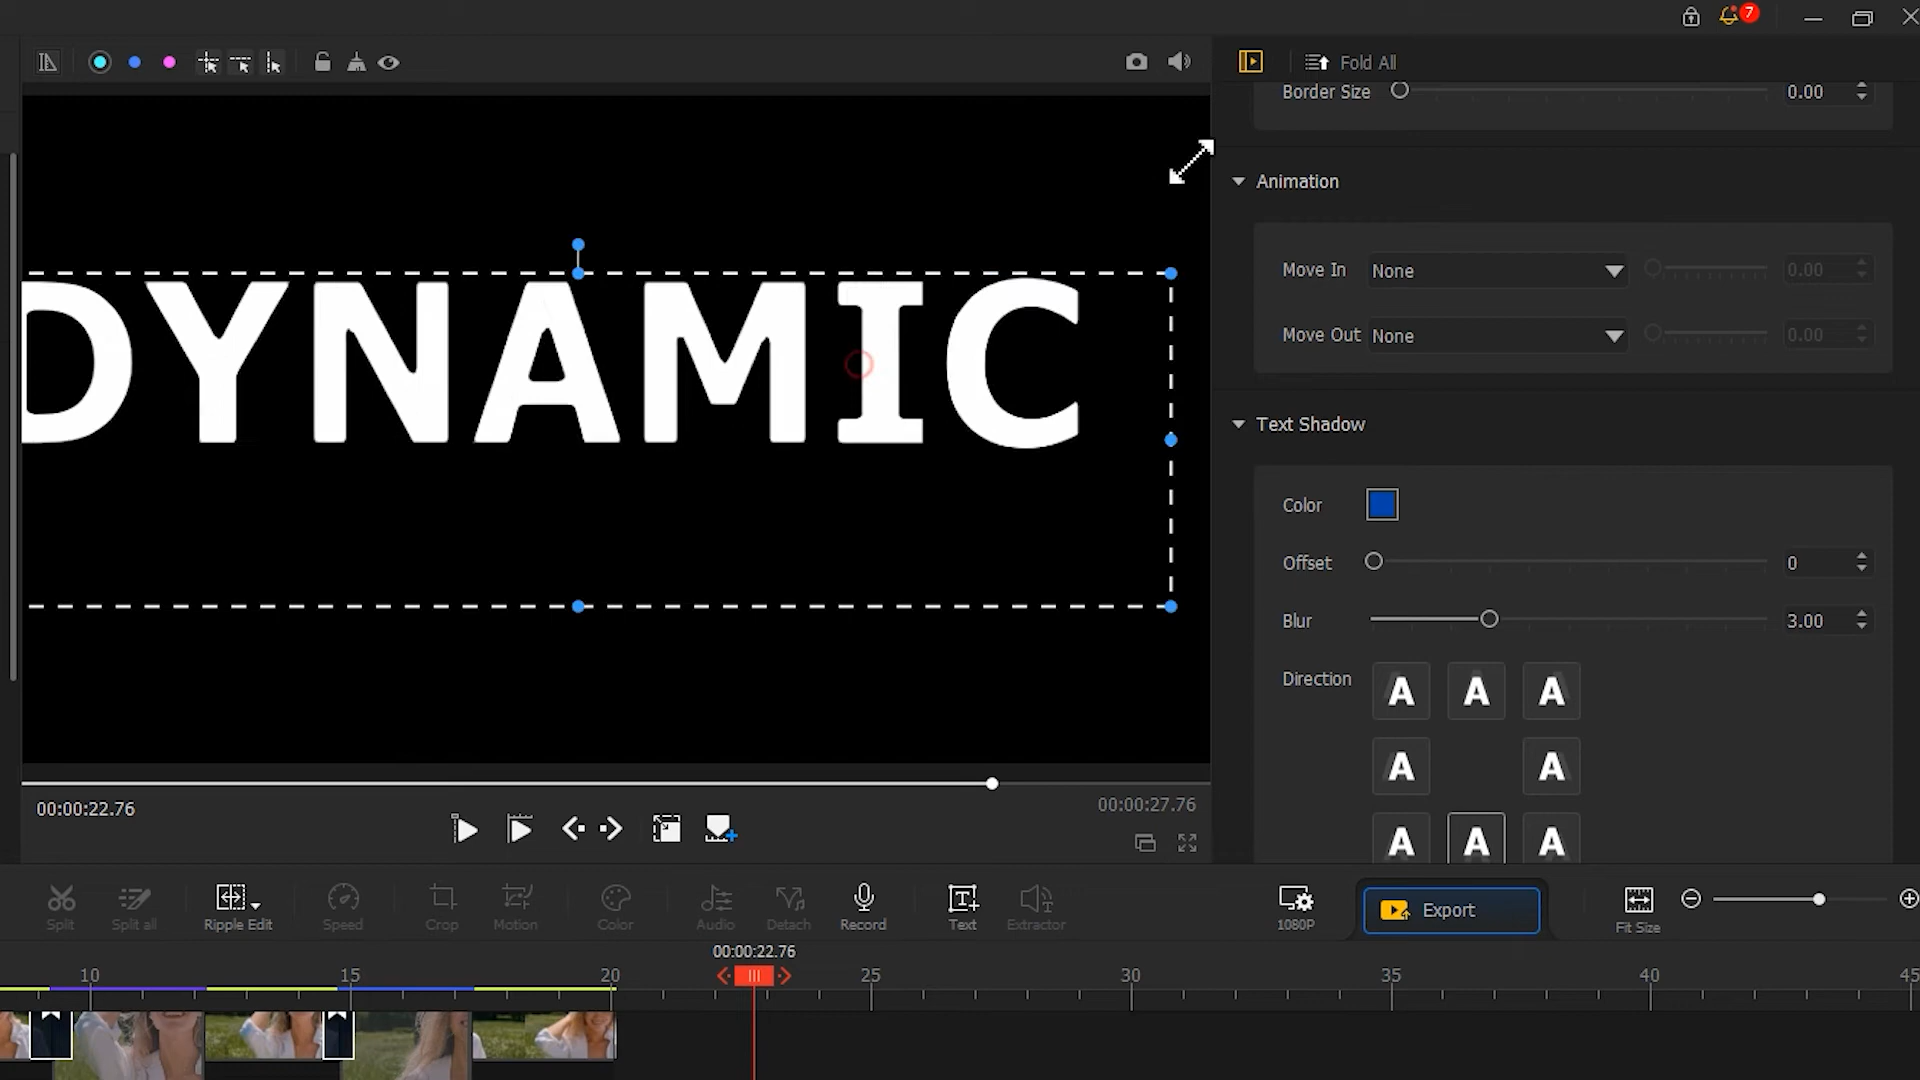 7
Fold All
Border Size 0.00
Animation
Move In None 0.00
Move Out None 0.00
Text Shadow
Color
Offset 0
Blur 3.00
Direction
A A A
A A
A A A
DYNAMIC
00:00:22.76
00:00:27.76
Split
Split all
Ripple Edit
Speed
Crop
Motion
Color
Audio
Detach
Record
Text
Extractor
1080P
Export
Fit Size
00:00:22.76
10 15 20 25 30 35 40 45